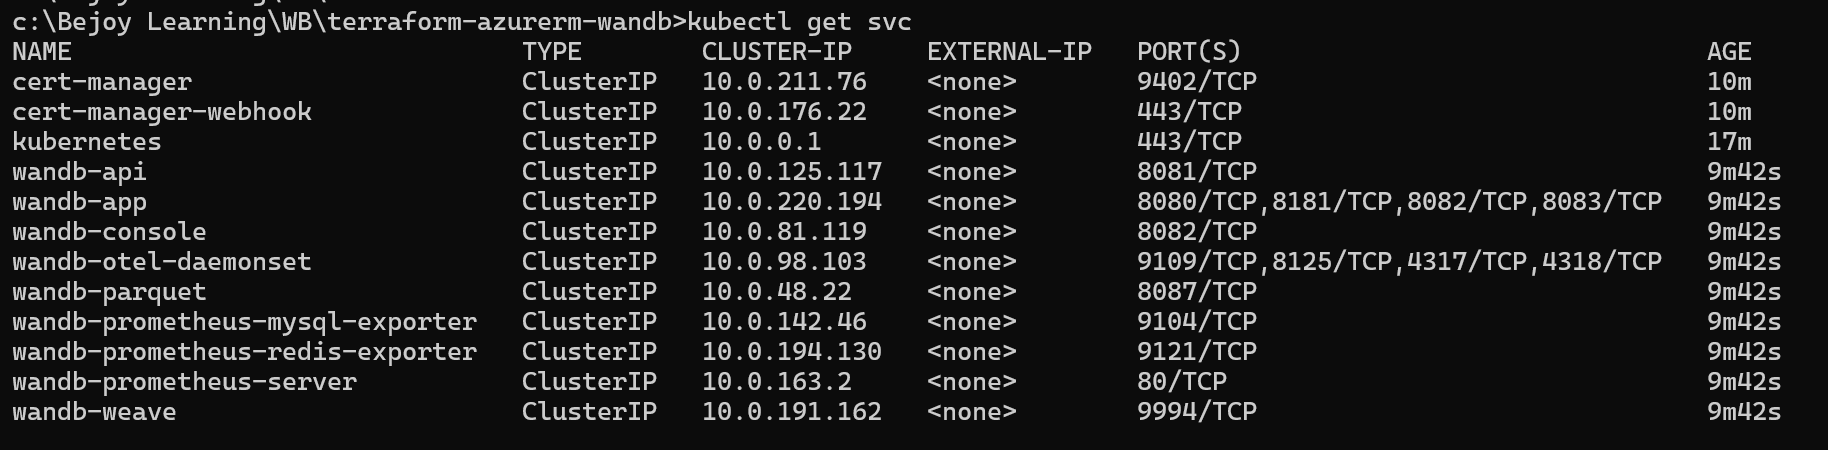 c:\Bejoy Learning\WB\terraform-azurerm-wandb>kubectl get svc
NAME TYPE CLUSTER-IP EXTERNAL-IP PORT(S) AGE
cert-manager ClusterIP 10.0.211.76 <none> 9402/TCP 10m
cert-manager-webhook ClusterIP 10.0.176.22 <none> 443/TCP 10m
kubernetes ClusterIP 10.0.0.1 <none> 443/TCP 17m
wandb-api ClusterIP 10.0.125.117 <none> 8081/TCP 9m42s
wandb-app ClusterIP 10.0.220.194 <none> 8080/TCP,8181/TCP,8082/TCP,8083/TCP 9m42s
wandb-console ClusterIP 10.0.81.119 <none> 8082/TCP 9m42s
wandb-otel-daemonset ClusterIP 10.0.98.103 <none> 9109/TCP,8125/TCP,4317/TCP,4318/TCP 9m42s
wandb-parquet ClusterIP 10.0.48.22 <none> 8087/TCP 9m42s
wandb-prometheus-mysql-exporter ClusterIP 10.0.142.46 <none> 9104/TCP 9m42s
wandb-prometheus-redis-exporter ClusterIP 10.0.194.130 <none> 9121/TCP 9m42s
wandb-prometheus-server ClusterIP 10.0.163.2 <none> 80/TCP 9m42s
wandb-weave ClusterIP 10.0.191.162 <none> 9994/TCP 9m42s